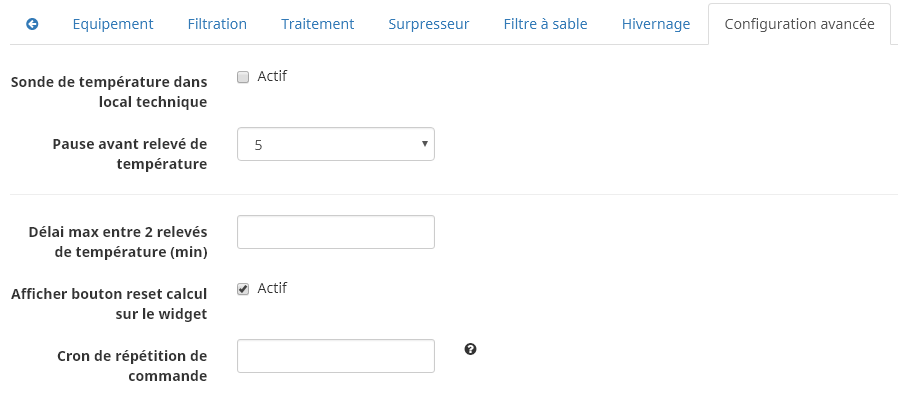 Equipement Filtration Traitement Surpresseur Filtre à sable Hivernage Configuration avancée
Sonde de température dans
local technique
Actif
Pause avant relevé de
température
5
Délai max entre 2 relevés
de température (min)
Afficher bouton reset calcul
sur le widget
Actif
Cron de répétition de
commande